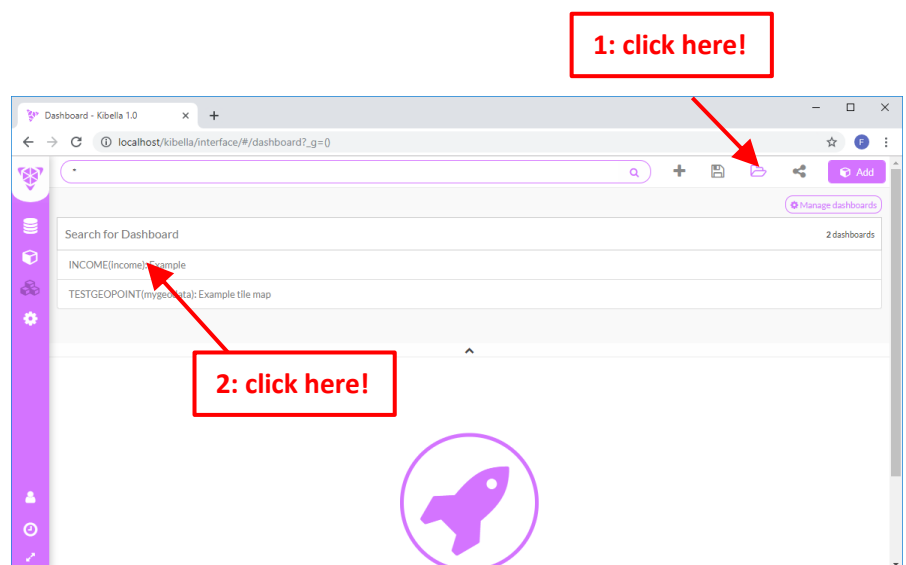 1: click here!
Dashboard - Kibella 1.0
localhost/kibella/interface/#/dashboard?_g=()
F
*
Add
Manage dashboards
Search for Dashboard
2 dashboards
INCOME(income): Example
TESTGEOPOINT(mygeodata): Example tile map
2: click here!